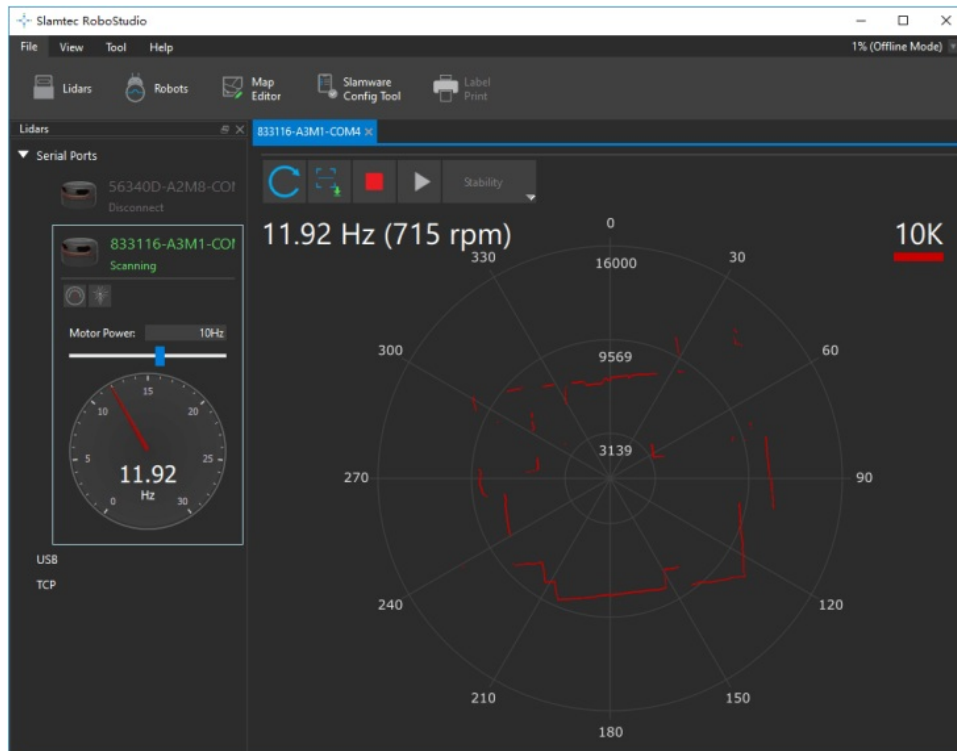 Slamtec RoboStudio
File View Tool Help 1% (Offline Mode)
Lidars Robots Map Editor Slamware Config Tool Label Print
Lidars
833116-A3M1-COM4
Serial Ports
56340D-A2M8-CO
Disconnect
833116-A3M1-CO
Scanning
Motor Power: 10Hz
0 5 10 15 20 25 30
11.92
Hz
USB
TCP
Stability
11.92 Hz (715 rpm)
10K
0
330 30
16000
300 60
9569
3139
270 90
240 120
210 150
180